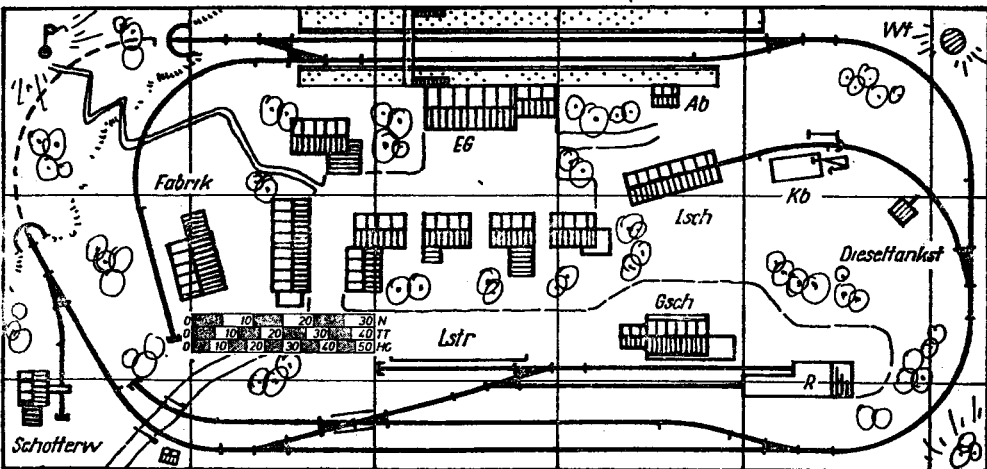 Wt
Ab
EG
Fabrik
Lsch
Kb
Dieseltankst
Gsch
0 10 20 30 N
0 10 20 30 40 TT
0 10 20 30 40 50 HO
Lstr
R
Schotterw